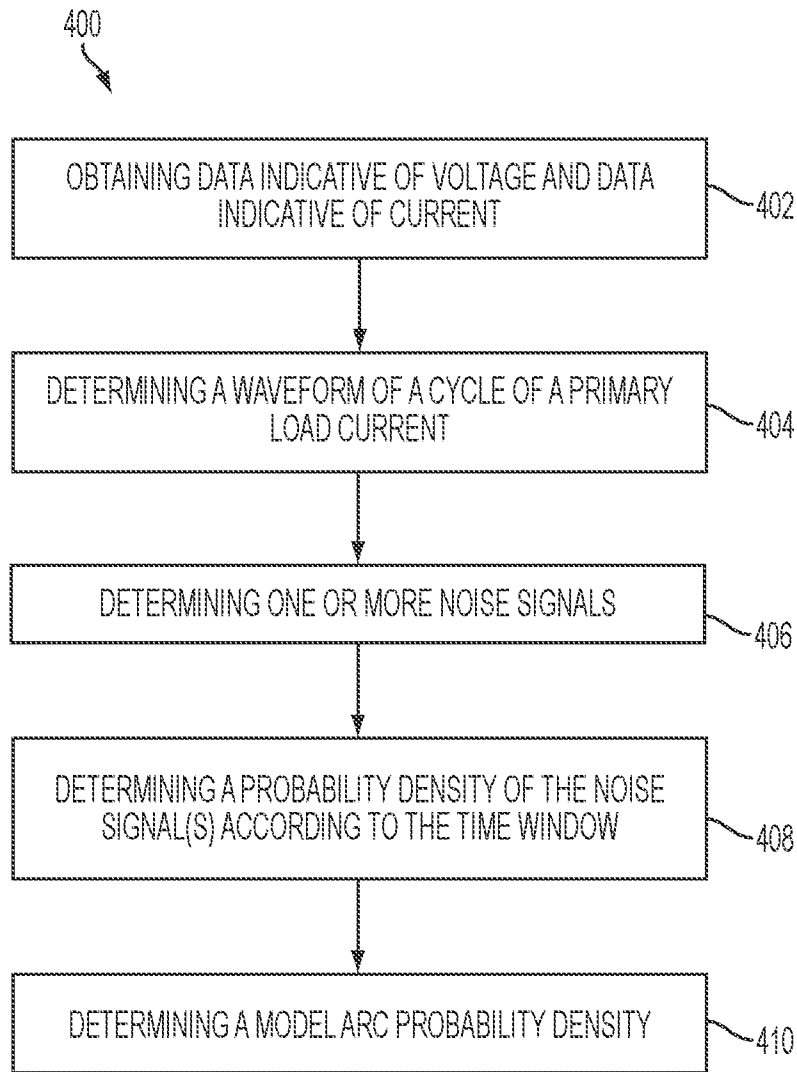 400
OBTAINING DATA INDICATIVE OF VOLTAGE AND DATA
INDICATIVE OF CURRENT
402
DETERMINING A WAVEFORM OF A CYCLE OF A PRIMARY
LOAD CURRENT
404
DETERMINING ONE OR MORE NOISE SIGNALS
406
DETERMINING A PROBABILITY DENSITY OF THE NOISE
SIGNAL(S) ACCORDING TO THE TIME WINDOW
408
DETERMINING A MODEL ARC PROBABILITY DENSITY
410